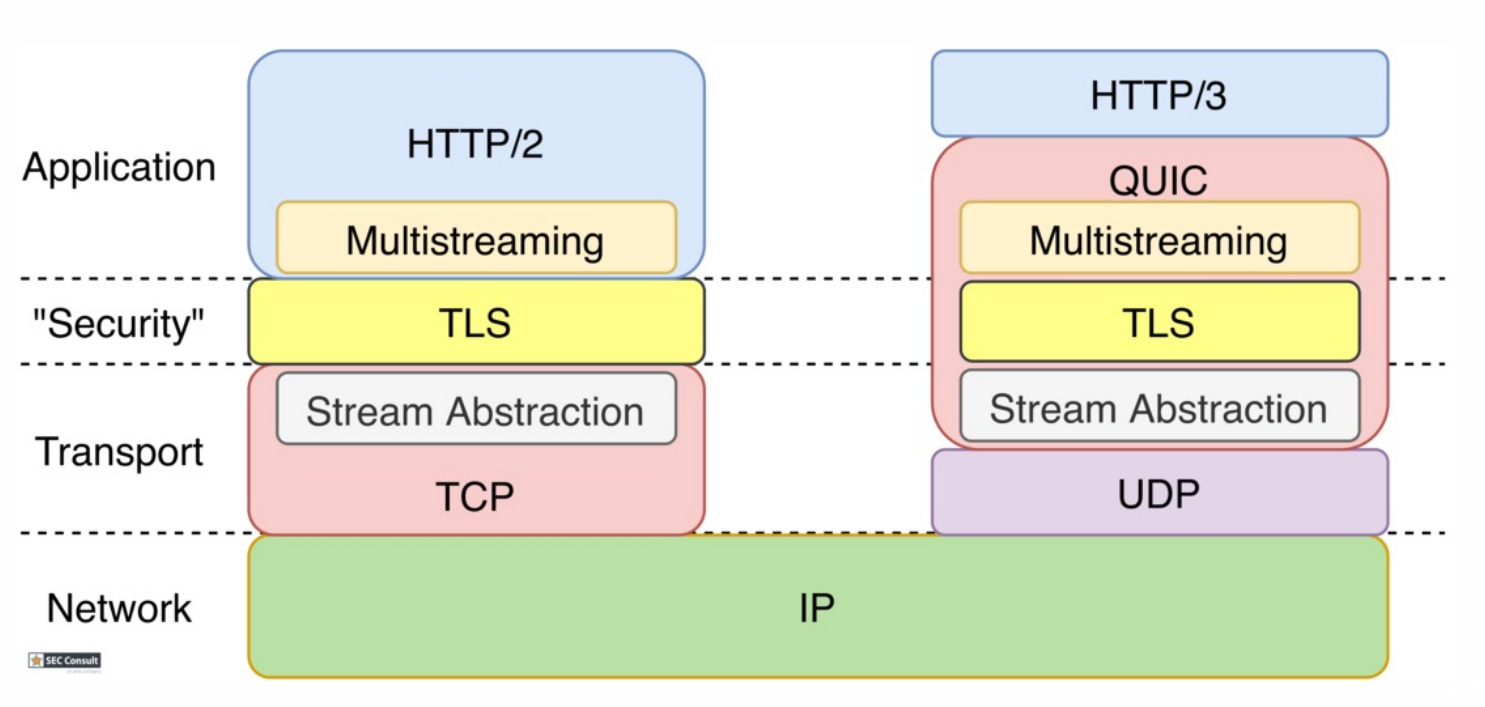 HTTP/3
Application
HTTP/2
QUIC
Multistreaming
Multistreaming
"Security"
TLS
TLS
Stream Abstraction
Stream Abstraction
Transport
TCP
UDP
Network
IP
SEC Consult